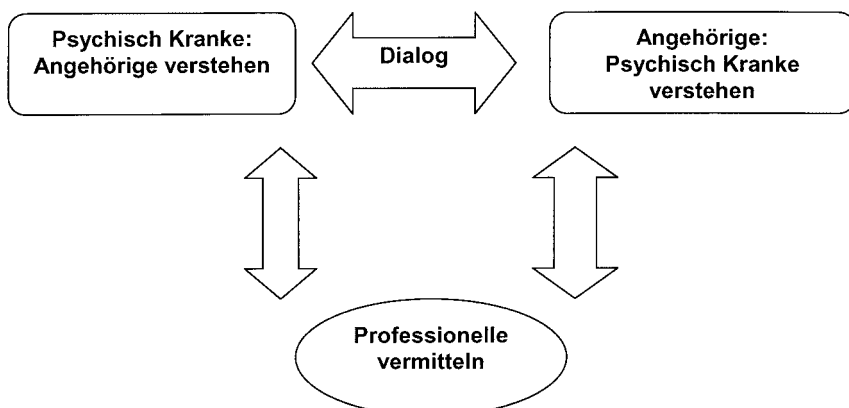 Psychisch Kranke:
Angehörige verstehen
Dialog
Angehörige:
Psychisch Kranke
verstehen
Professionelle
vermitteln